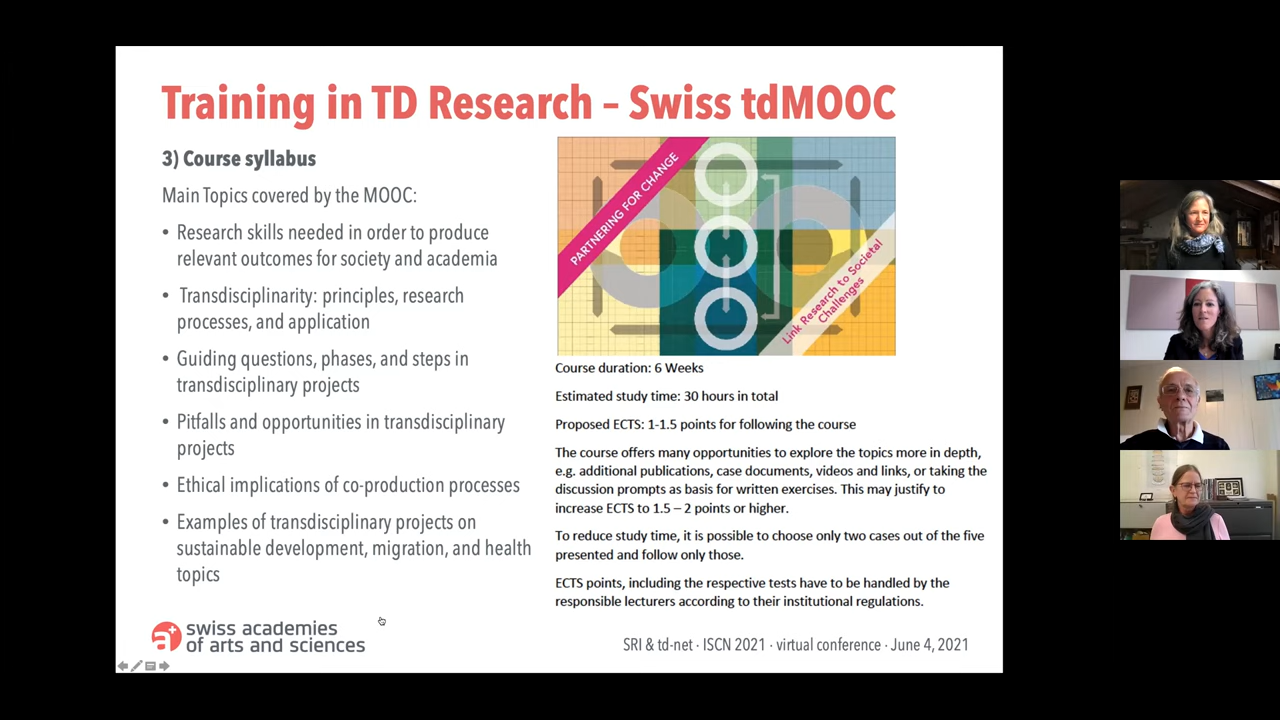 Training in TD Research – Swiss tdMOOC
3) Course syllabus
Main Topics covered by the MOOC:
• Research skills needed in order to produce
relevant outcomes for society and academia
• Transdisciplinarity: principles, research
processes, and application
• Guiding questions, phases, and steps in
transdisciplinary projects
• Pitfalls and opportunities in transdisciplinary
projects
• Ethical implications of co-production processes
• Examples of transdisciplinary projects on
sustainable development, migration, and health
topics
PARTNERING FOR CHANGE
Link Research to Societal
Challenges
Course duration: 6 Weeks
Estimated study time: 30 hours in total
Proposed ECTS: 1-1.5 points for following the course
The course offers many opportunities to explore the topics more in depth,
e.g. additional publications, case documents, videos and links, or taking the
discussion prompts as basis for written exercises. This may justify to
increase ECTS to 1.5 – 2 points or higher.
To reduce study time, it is possible to choose only two cases out of the five
presented and follow only those.
ECTS points, including the respective tests have to be handled by the
responsible lecturers according to their institutional regulations.
a+
swiss academies
of arts and sciences
SRI & td-net · ISCN 2021 · virtual conference · June 4, 2021